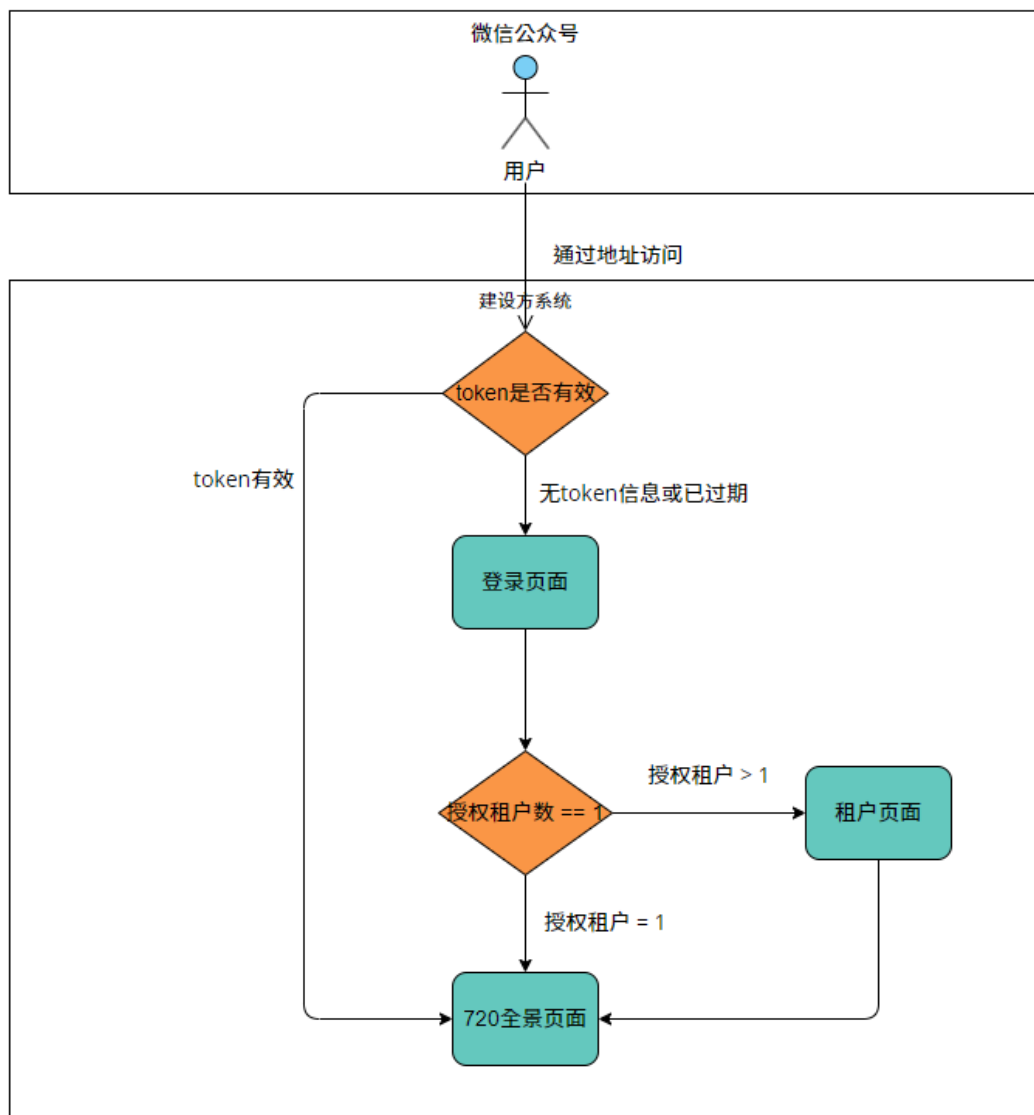 微信公众号
用户
通过地址访问
建设方系统
token是否有效
token有效
无token信息或已过期
登录页面
授权租户 > 1
授权租户数 == 1
租户页面
授权租户 = 1
720全景页面